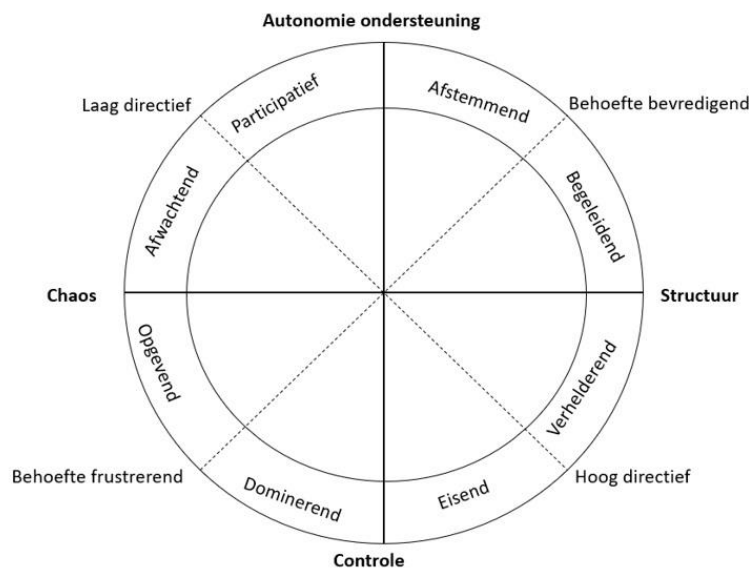 Autonomie ondersteuning
Laag directief
Participatief
Afstemmend
Behoefte bevredigend
Afwachtend
Begeleidend
Chaos
Structuur
Opgevend
Verhelderend
Behoefte frustrerend
Dominerend
Eisend
Hoog directief
Controle